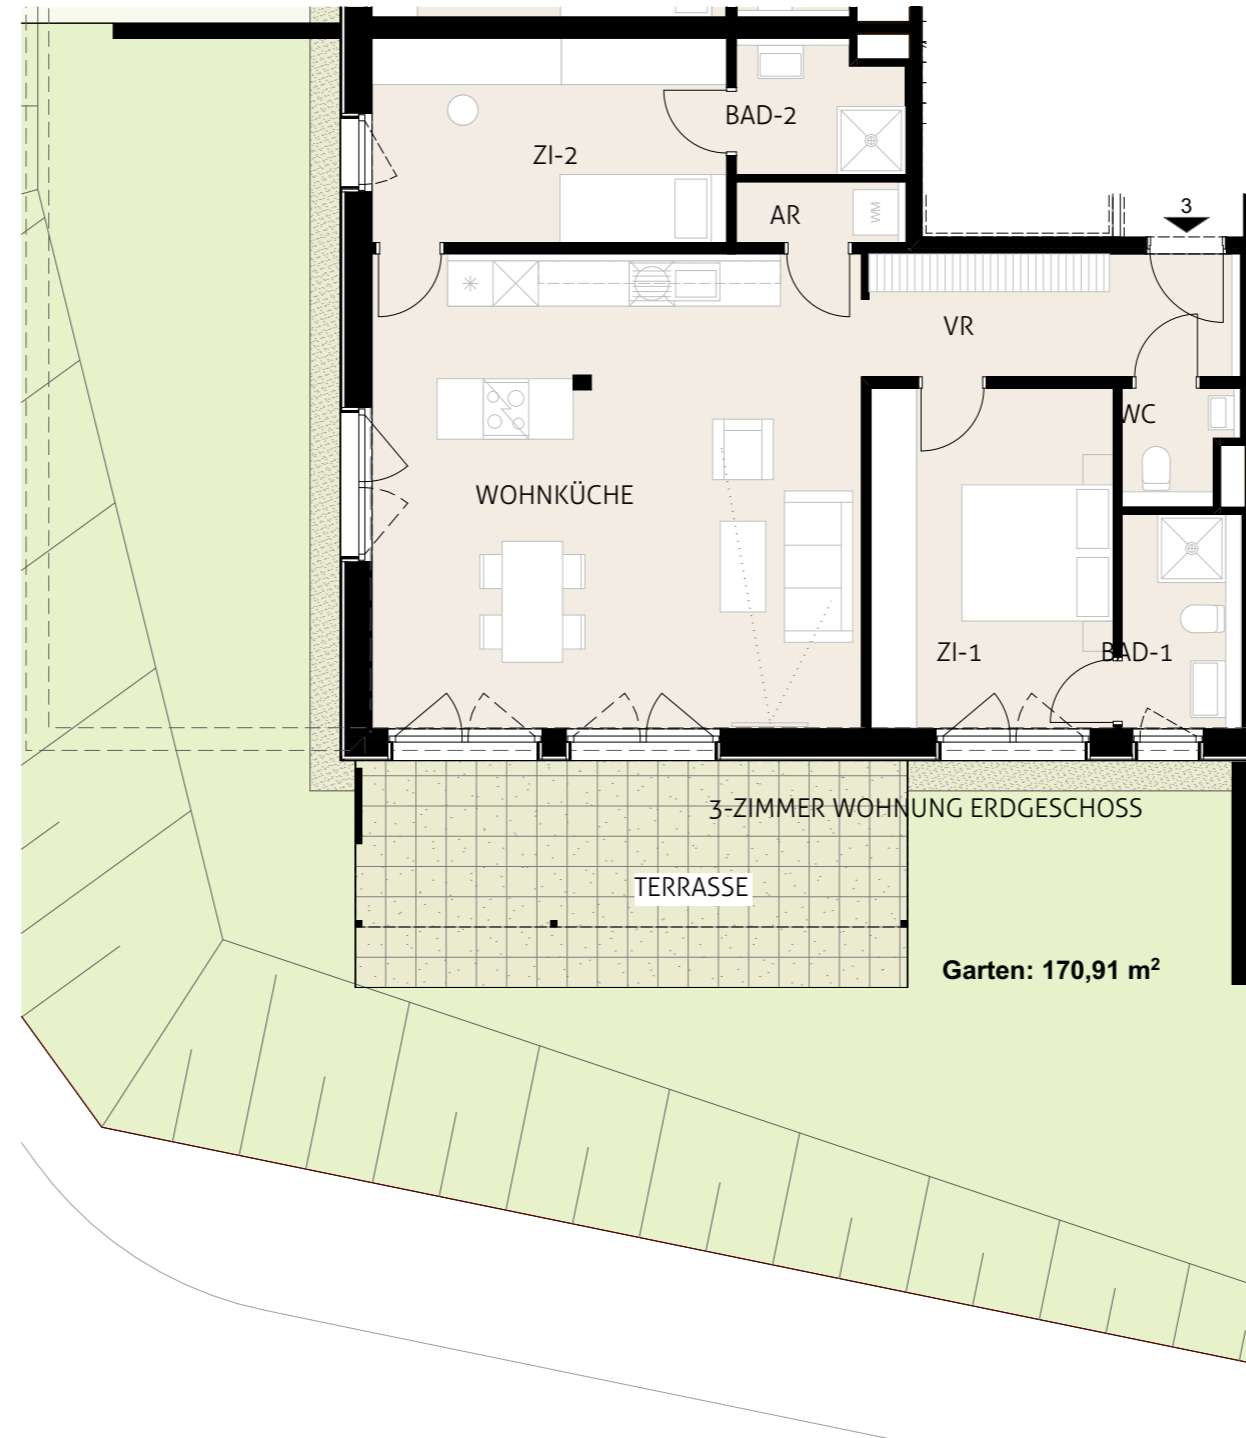 BAD-2
ZI-2
AR
WM
3
VR
WC
WOHNKÜCHE
ZI-1
BAD-1
3-ZIMMER WOHNUNG ERDGESCHOSS
TERRASSE
Garten: 170,91 m²